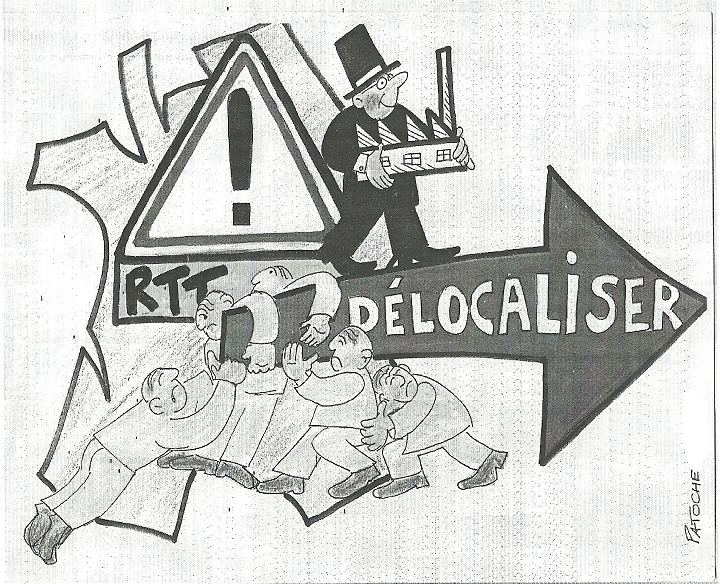 !
RTT
DÉLOCALiSER
PATOCHE